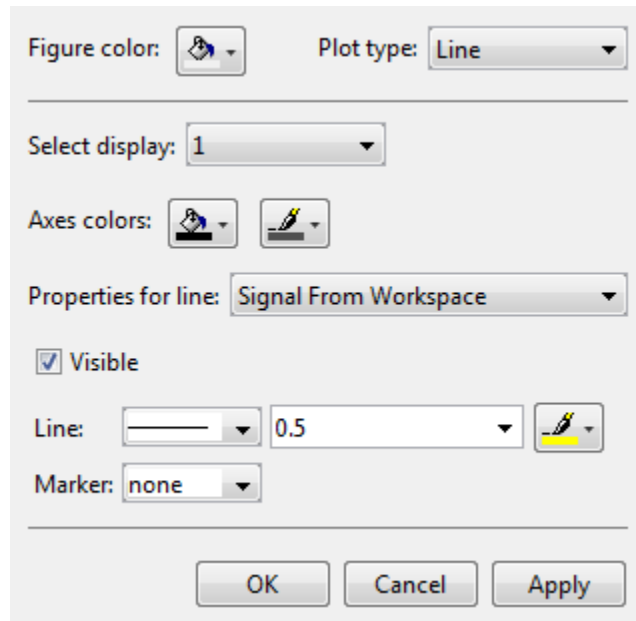 Figure color: Plot type: Line
Select display: 1
Axes colors:
Properties for line: Signal From Workspace
Visible
Line: 0.5
Marker: none
OK Cancel Apply